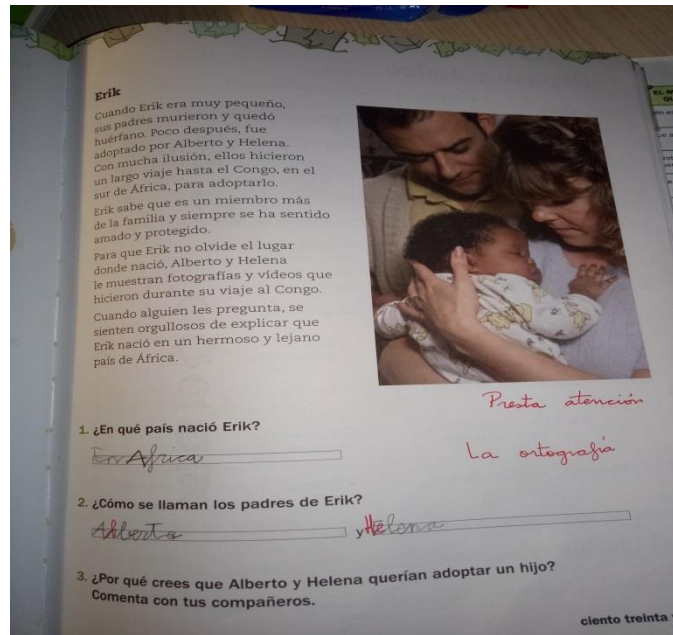 Erik
Cuando Erik era muy pequeño,
sus padres murieron y quedó
huérfano. Poco después, fue
adoptado por Alberto y Helena.
Con mucha ilusión, ellos hicieron
un largo viaje hasta el Congo, en el
sur de África, para adoptarlo.
Erik sabe que es un miembro más
de la familia y siempre se ha sentido
amado y protegido.
Para que Erik no olvide el lugar
donde nació, Alberto y Helena
le muestran fotografías y vídeos que
hicieron durante su viaje al Congo.
Cuando alguien les pregunta, se
sienten orgullosos de explicar que
Erik nació en un hermoso y lejano
país de África.
Presta atención
La ortografía
1. ¿En qué país nació Erik?
En Africa
2. ¿Cómo se llaman los padres de Erik?
Alberto y Helena
3. ¿Por qué crees que Alberto y Helena querían adoptar un hijo?
Comenta con tus compañeros.
ciento treinta